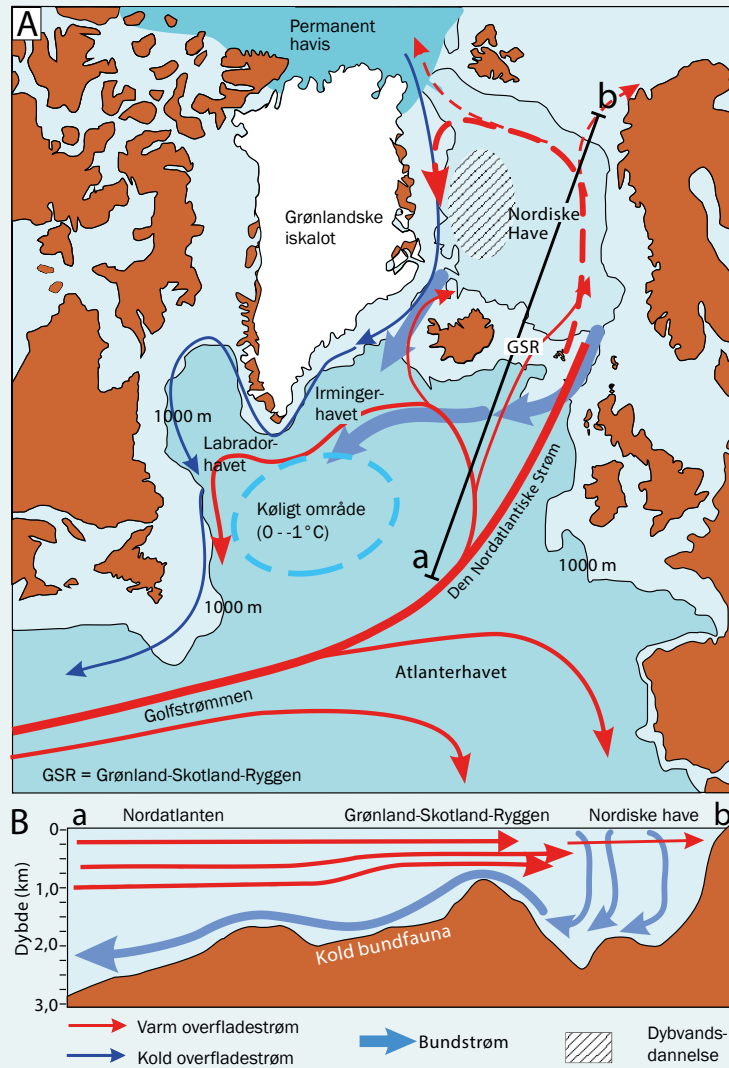 A
Permanent
havis
b
Grønlandske
iskalot
Nordiske
Have
GSR
Irminger-
havet
1000 m
Labrador-
havet
Køligt område
(0 - -1°C)
a
Den Nordatlantiske Strøm
1000 m
1000 m
Atlanterhavet
Golfstrømmen
GSR = Grønland-Skotland-Ryggen
B
a
Nordatlanten
Grønland-Skotland-Ryggen
Nordiske have
b
Dybde (km)
0
1,0
2,0
3,0
Kold bundfauna
Varm overfladestrøm
Kold overfladestrøm
Bundstrøm
Dybvands-
dannelse